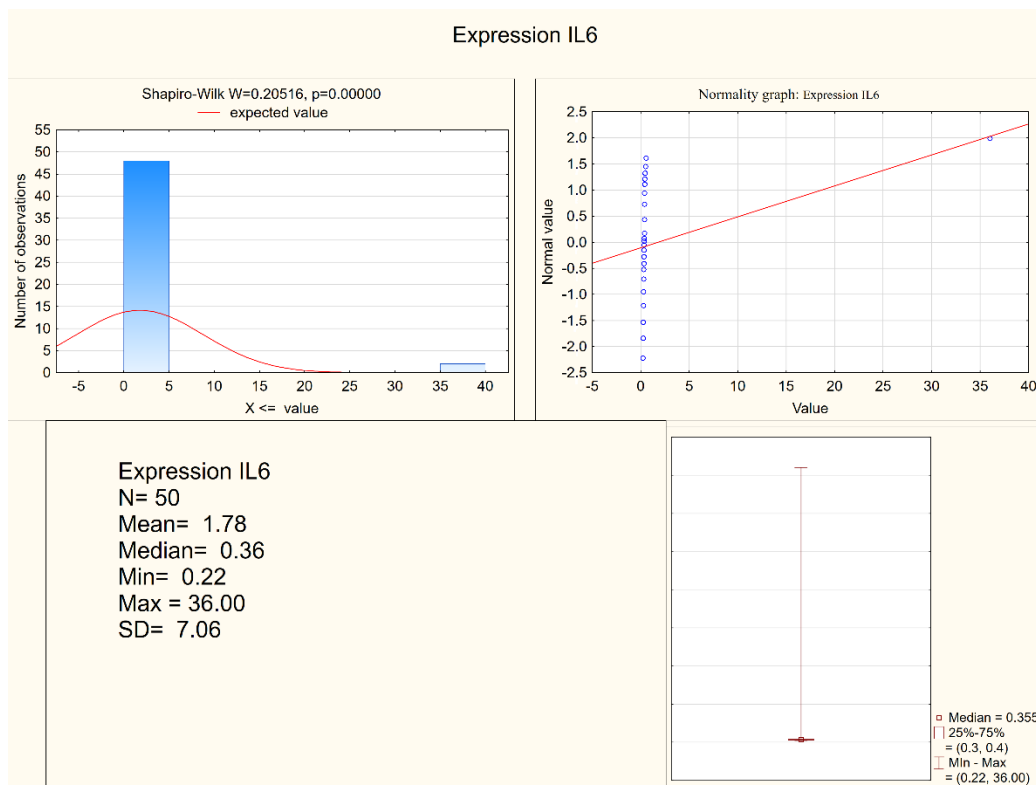 Expression IL6
Shapiro-Wilk W=0.20516, p=0.00000
expected value
55
50
45
40
35
30
25
20
15
10
5
0
Number of observations
-5 0 5 10 15 20 25 30 35 40
X <= value
Normality graph: Expression IL6
2.5
2.0
1.5
1.0
0.5
0.0
-0.5
-1.0
-1.5
-2.0
-2.5
Normal value
-5 0 5 10 15 20 25 30 35 40
Value
Expression IL6
N= 50
Mean= 1.78
Median= 0.36
Min= 0.22
Max = 36.00
SD= 7.06
Median = 0.355
25%-75%
= (0.3, 0.4)
MIn - Max
= (0.22, 36.00)